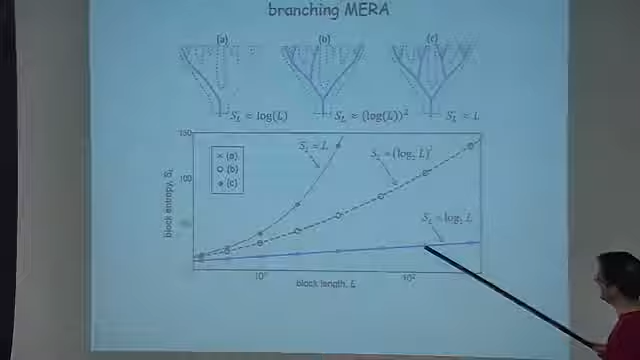 branching MERA
(a) (b) (c)
S_L ≈ log(L) S_L ≈ (log(L))² S_L ≈ L
150
100
block entropy, S_L
× (a)
○ (b)
(c)
S_L ≈ L
S_L ≈ (log₂ L)²
S_L ≈ log₂ L
10¹ 10²
block length, L